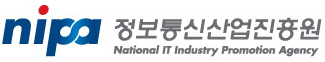 nipa 정보통신산업진흥원
National IT Industry Promotion Agency